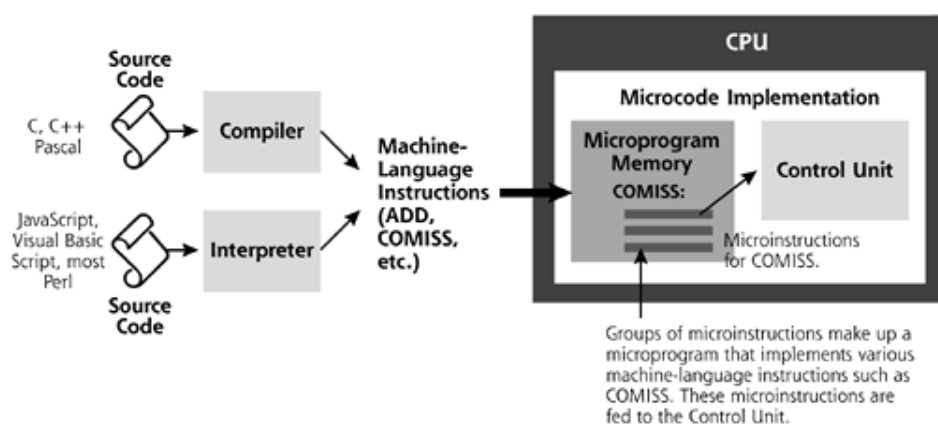 Source
Code
C, C++
Pascal
Compiler
JavaScript,
Visual Basic
Script, most
Perl
Interpreter
Source
Code
Machine-
Language
Instructions
(ADD,
COMISS,
etc.)
CPU
Microcode Implementation
Microprogram
Memory
COMISS:
Control Unit
Microinstructions
for COMISS.
Groups of microinstructions make up a
microprogram that implements various
machine-language instructions such as
COMISS. These microinstructions are
fed to the Control Unit.